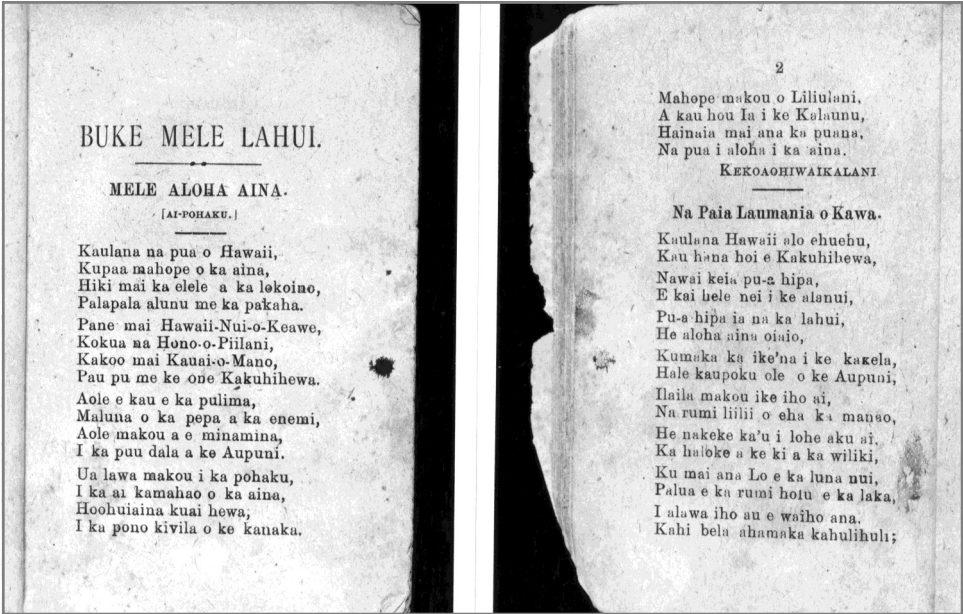 BUKE MELE LAHUI.
MELE ALOHA AINA.
[AI-POHAKU.]
Kaulana na pua o Hawaii,
Kupaa mahope o ka aina,
Hiki mai ka elele a ka lokoino,
Palapala alunu me ka pakaha.
Pane mai Hawaii-Nui-o-Keawe,
Kokua na Hono-o-Piilani,
Kakoo mai Kauai-o-Mano,
Pau pu me ke one Kakuhihewa.
Aole e kau e ka pulima,
Maluna o ka pepa a ka enemi,
Aole makou a e minamina,
I ka puu dala a ke Aupuni.
Ua lawa makou i ka pohaku,
I ka ai kamahao o ka aina,
Hoohuiaina kuai hewa,
I ka pono kivila o ke kanaka.
2
Mahope makou o Liliulani,
A kau hou Ia i ke Kalaunu,
Hainaia mai ana ka puana,
Na pua i aloha i ka aina.
KEKOAOHIWAIKALANI
Na Paia Laumania o Kawa.
Kaulana Hawaii alo ehuehu,
Kau hana hoi e Kakuhihewa,
Nawai keia pu-a hipa,
E kai hele nei i ke alanui,
Pu-a hipa ia na ka lahui,
He aloha aina oiaio,
Kumaka ka ike'na i ke kakela,
Hale kaupoku ole o ke Aupuni,
Ilaila makou ike iho ai,
Na rumi liilii o eha ka manao,
He nakeke ka'u i lohe aku ai,
Ka haloke a ke ki a ka wiliki,
Ku mai ana Lo e ka luna nui,
Palua e ka rumi holu e ka laka,
I alawa iho au e waiho ana.
Kahi bela ahamaka kahulihuli;